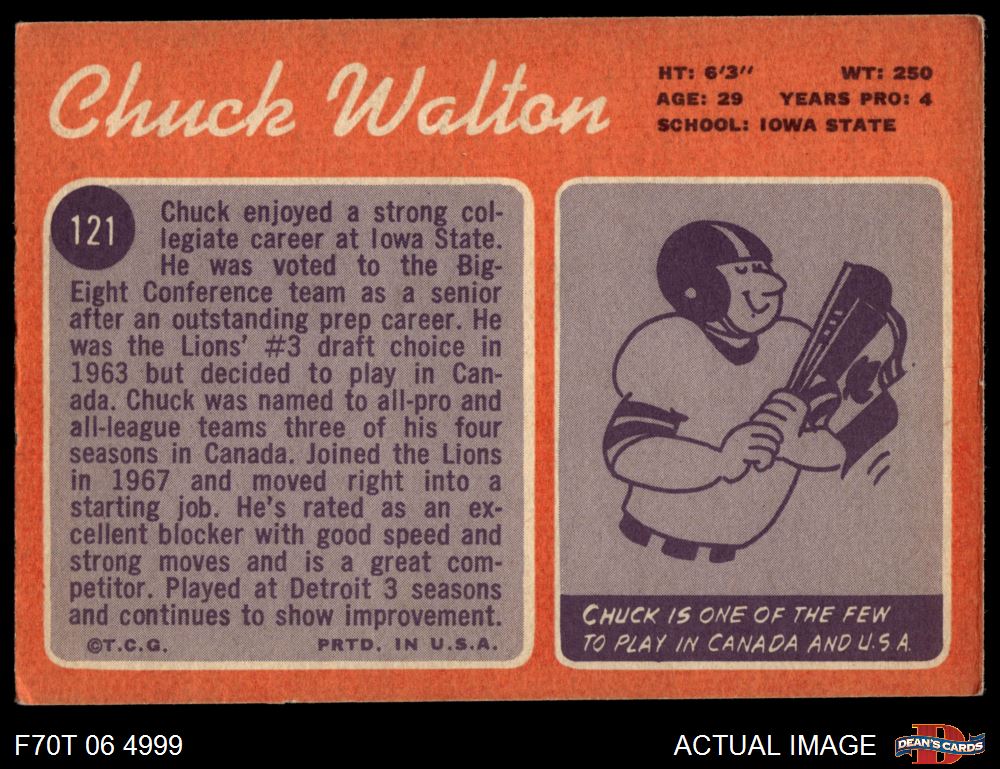 Chuck Walton
HT: 6'3" WT: 250
AGE: 29 YEARS PRO: 4
SCHOOL: IOWA STATE
121
Chuck enjoyed a strong col-
legiate career at Iowa State.
He was voted to the Big-
Eight Conference team as a senior
after an outstanding prep career. He
was the Lions' #3 draft choice in
1963 but decided to play in Can-
ada. Chuck was named to all-pro and
all-league teams three of his four
seasons in Canada. Joined the Lions
in 1967 and moved right into a
starting job. He's rated as an ex-
cellent blocker with good speed and
strong moves and is a great com-
petitor. Played at Detroit 3 seasons
and continues to show improvement.
©T.C.G. PRTD. IN U.S.A.
CHUCK IS ONE OF THE FEW
TO PLAY IN CANADA AND U.S.A.
F70T 06 4999
ACTUAL IMAGE
D
DEAN'S CARDS